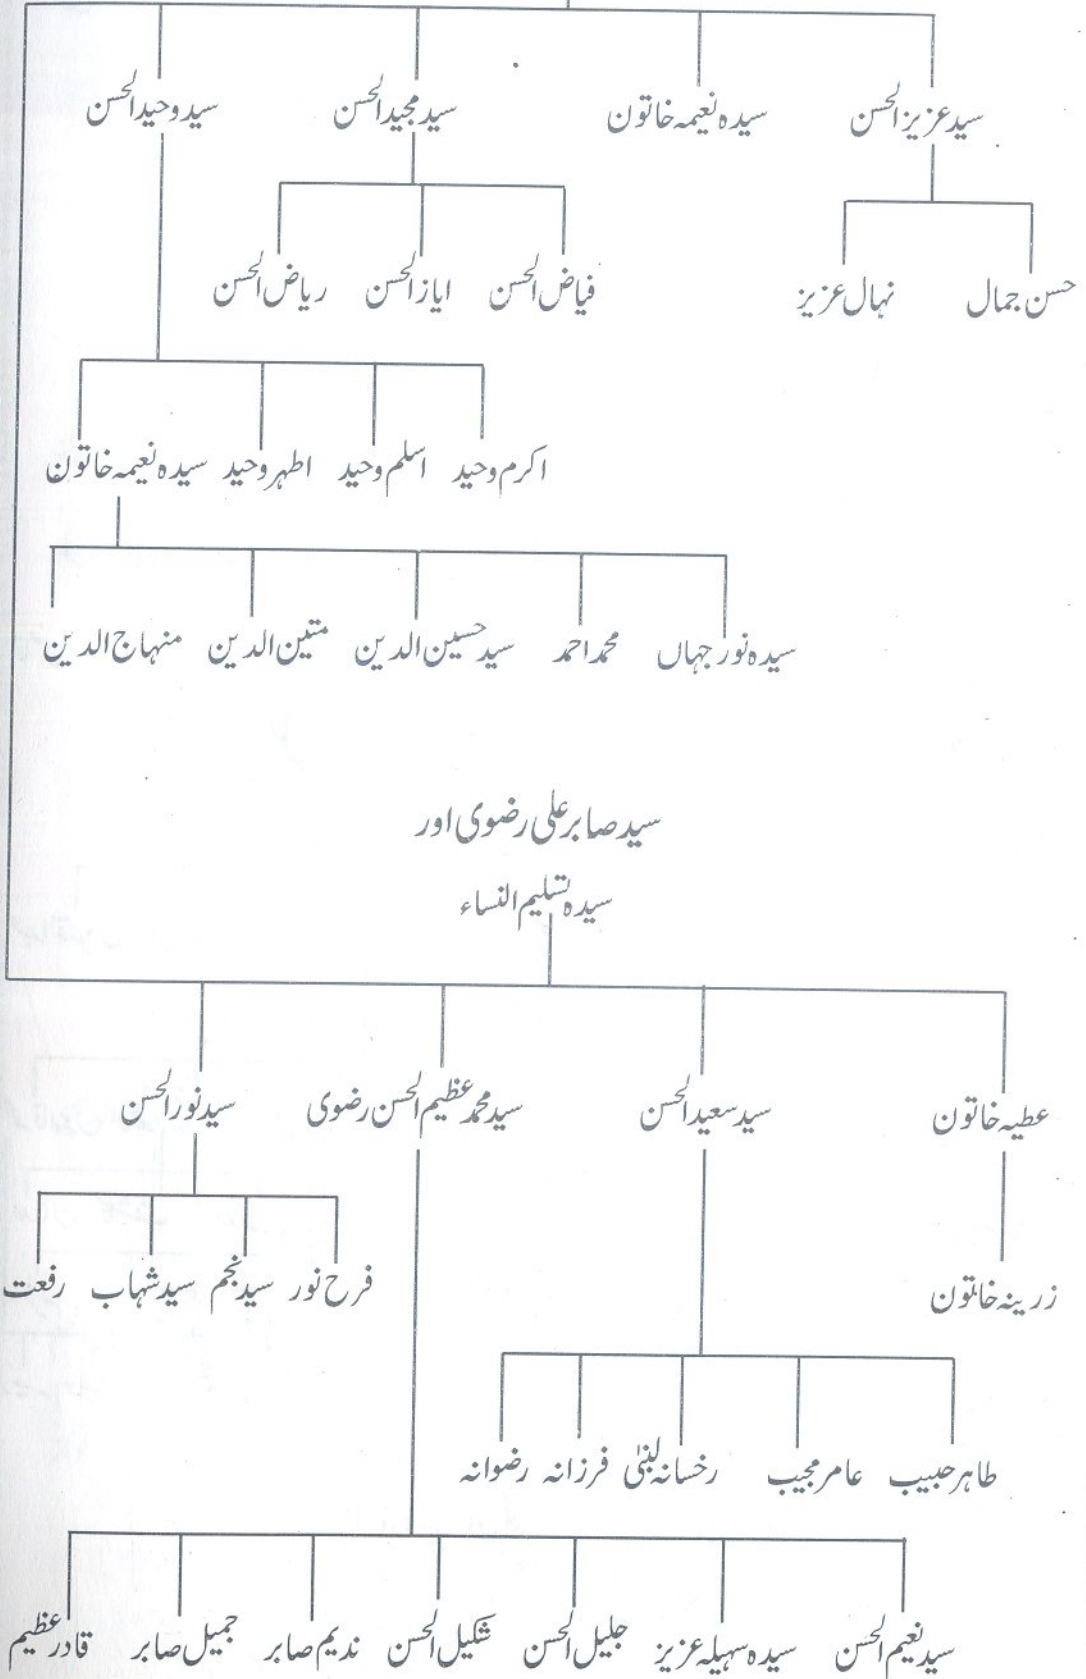 سید عزیز الحسن سیدہ نعیمہ خاتون سید مجید الحسن سید وحید الحسن
حسن جمال نہال عزیز فیاض الحسن ایاز الحسن ریاض الحسن
اکرم وحید اسلم وحید اطہر وحید سیدہ نعیمہ خاتون
سیدہ نور جہاں محمد احمد سید حسین الدین متین الدین منہاج الدین
سید صابر علی رضوی اور
سیدہ تسلیم النساء
عطیہ خاتون سید سعید الحسن سید محمد عظیم الحسن رضوی سید نور الحسن
زرینہ خاتون فرح نور سید نجم سید شہاب رفعت
طاہر حبیب عامر مجیب رخسانہ لبنیٰ فرزانہ رضوانہ
سید نعیم الحسن سیدہ سہیلہ عزیز جلیل الحسن شکیل الحسن ندیم صابر جمیل صابر قادر عظیم